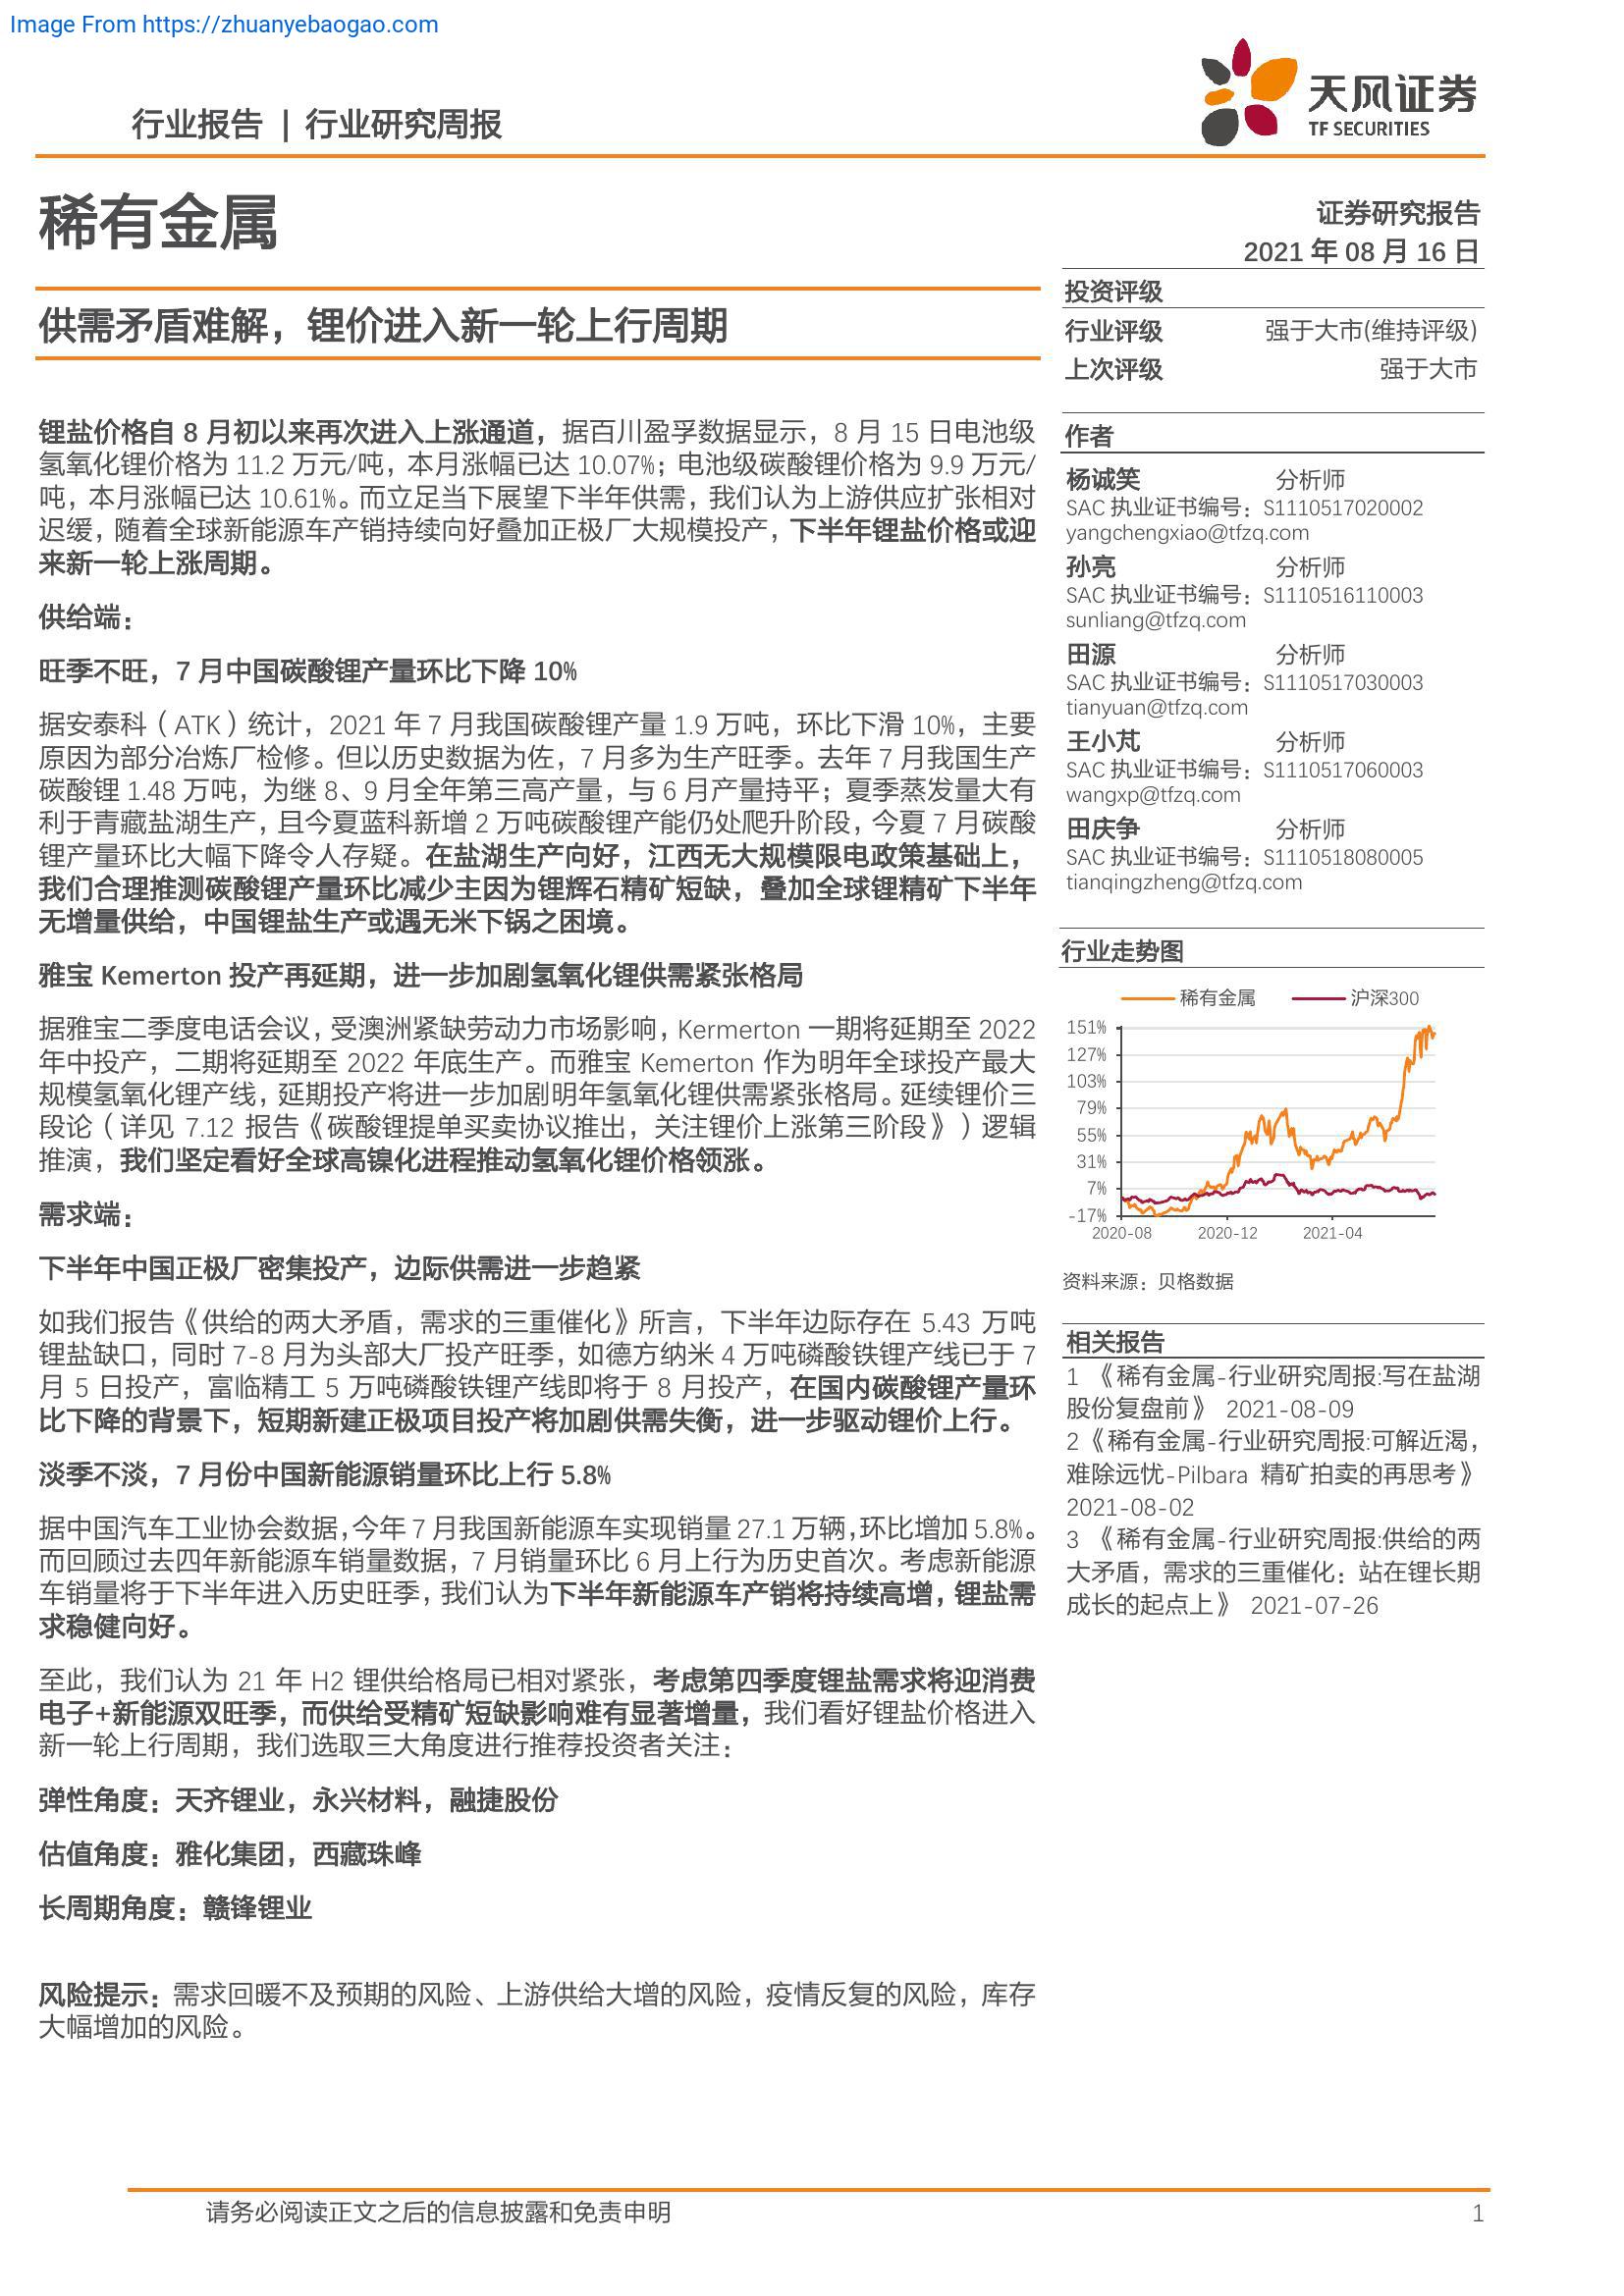 Image From https://zhuanyebaogao.com
行业报告 | 行业研究周报
天风证券
TF SECURITIES
稀有金属
证券研究报告
2021 年 08 月 16 日
供需矛盾难解，锂价进入新一轮上行周期
投资评级
行业评级 强于大市(维持评级)
上次评级 强于大市
锂盐价格自 8 月初以来再次进入上涨通道，据百川盈孚数据显示，8 月 15 日电池级
氢氧化锂价格为 11.2 万元/吨，本月涨幅已达 10.07%；电池级碳酸锂价格为 9.9 万元/
吨，本月涨幅已达 10.61%。而立足当下展望下半年供需，我们认为上游供应扩张相对
迟缓，随着全球新能源车产销持续向好叠加正极厂大规模投产，下半年锂盐价格或迎
来新一轮上涨周期。
供给端：
旺季不旺，7 月中国碳酸锂产量环比下降 10%
据安泰科（ATK）统计，2021 年 7 月我国碳酸锂产量 1.9 万吨，环比下滑 10%，主要
原因为部分冶炼厂检修。但以历史数据为佐，7 月多为生产旺季。去年 7 月我国生产
碳酸锂 1.48 万吨，为继 8、9 月全年第三高产量，与 6 月产量持平；夏季蒸发量大有
利于青藏盐湖生产，且今夏蓝科新增 2 万吨碳酸锂产能仍处爬升阶段，今夏 7 月碳酸
锂产量环比大幅下降令人存疑。在盐湖生产向好，江西无大规模限电政策基础上，
我们合理推测碳酸锂产量环比减少主因为锂辉石精矿短缺，叠加全球锂精矿下半年
无增量供给，中国锂盐生产或遇无米下锅之困境。
雅宝 Kemerton 投产再延期，进一步加剧氢氧化锂供需紧张格局
据雅宝二季度电话会议，受澳洲紧缺劳动力市场影响，Kermerton 一期将延期至 2022
年中投产，二期将延期至 2022 年底生产。而雅宝 Kemerton 作为明年全球投产最大
规模氢氧化锂产线，延期投产将进一步加剧明年氢氧化锂供需紧张格局。延续锂价三
段论（详见 7.12 报告《碳酸锂提单买卖协议推出，关注锂价上涨第三阶段》）逻辑
推演，我们坚定看好全球高镍化进程推动氢氧化锂价格领涨。
需求端：
下半年中国正极厂密集投产，边际供需进一步趋紧
如我们报告《供给的两大矛盾，需求的三重催化》所言，下半年边际存在 5.43 万吨
锂盐缺口，同时 7-8 月为头部大厂投产旺季，如德方纳米 4 万吨磷酸铁锂产线已于 7
月 5 日投产，富临精工 5 万吨磷酸铁锂产线即将于 8 月投产，在国内碳酸锂产量环
比下降的背景下，短期新建正极项目投产将加剧供需失衡，进一步驱动锂价上行。
淡季不淡，7 月份中国新能源销量环比上行 5.8%
据中国汽车工业协会数据，今年 7 月我国新能源车实现销量 27.1 万辆，环比增加 5.8%。
而回顾过去四年新能源车销量数据，7 月销量环比 6 月上行为历史首次。考虑新能源
车销量将于下半年进入历史旺季，我们认为下半年新能源车产销将持续高增，锂盐需
求稳健向好。
至此，我们认为 21 年 H2 锂供给格局已相对紧张，考虑第四季度锂盐需求将迎消费
电子+新能源双旺季，而供给受精矿短缺影响难有显著增量，我们看好锂盐价格进入
新一轮上行周期，我们选取三大角度进行推荐投资者关注：
弹性角度：天齐锂业，永兴材料，融捷股份
估值角度：雅化集团，西藏珠峰
长周期角度：赣锋锂业
风险提示：需求回暖不及预期的风险、上游供给大增的风险，疫情反复的风险，库存
大幅增加的风险。
作者
杨诚笑 分析师
SAC 执业证书编号：S1110517020002
yangchengxiao@tfzq.com
孙亮 分析师
SAC 执业证书编号：S1110516110003
sunliang@tfzq.com
田源 分析师
SAC 执业证书编号：S1110517030003
tianyuan@tfzq.com
王小芃 分析师
SAC 执业证书编号：S1110517060003
wangxp@tfzq.com
田庆争 分析师
SAC 执业证书编号：S1110518080005
tianqingzheng@tfzq.com
行业走势图
稀有金属 沪深300
151%
127%
103%
79%
55%
31%
7%
-17%
2020-08 2020-12 2021-04
资料来源：贝格数据
相关报告
1 《稀有金属-行业研究周报:写在盐湖
股份复盘前》 2021-08-09
2《稀有金属-行业研究周报:可解近渴，
难除远忧-Pilbara 精矿拍卖的再思考》
2021-08-02
3 《稀有金属-行业研究周报:供给的两
大矛盾，需求的三重催化：站在锂长期
成长的起点上》 2021-07-26
请务必阅读正文之后的信息披露和免责申明 1